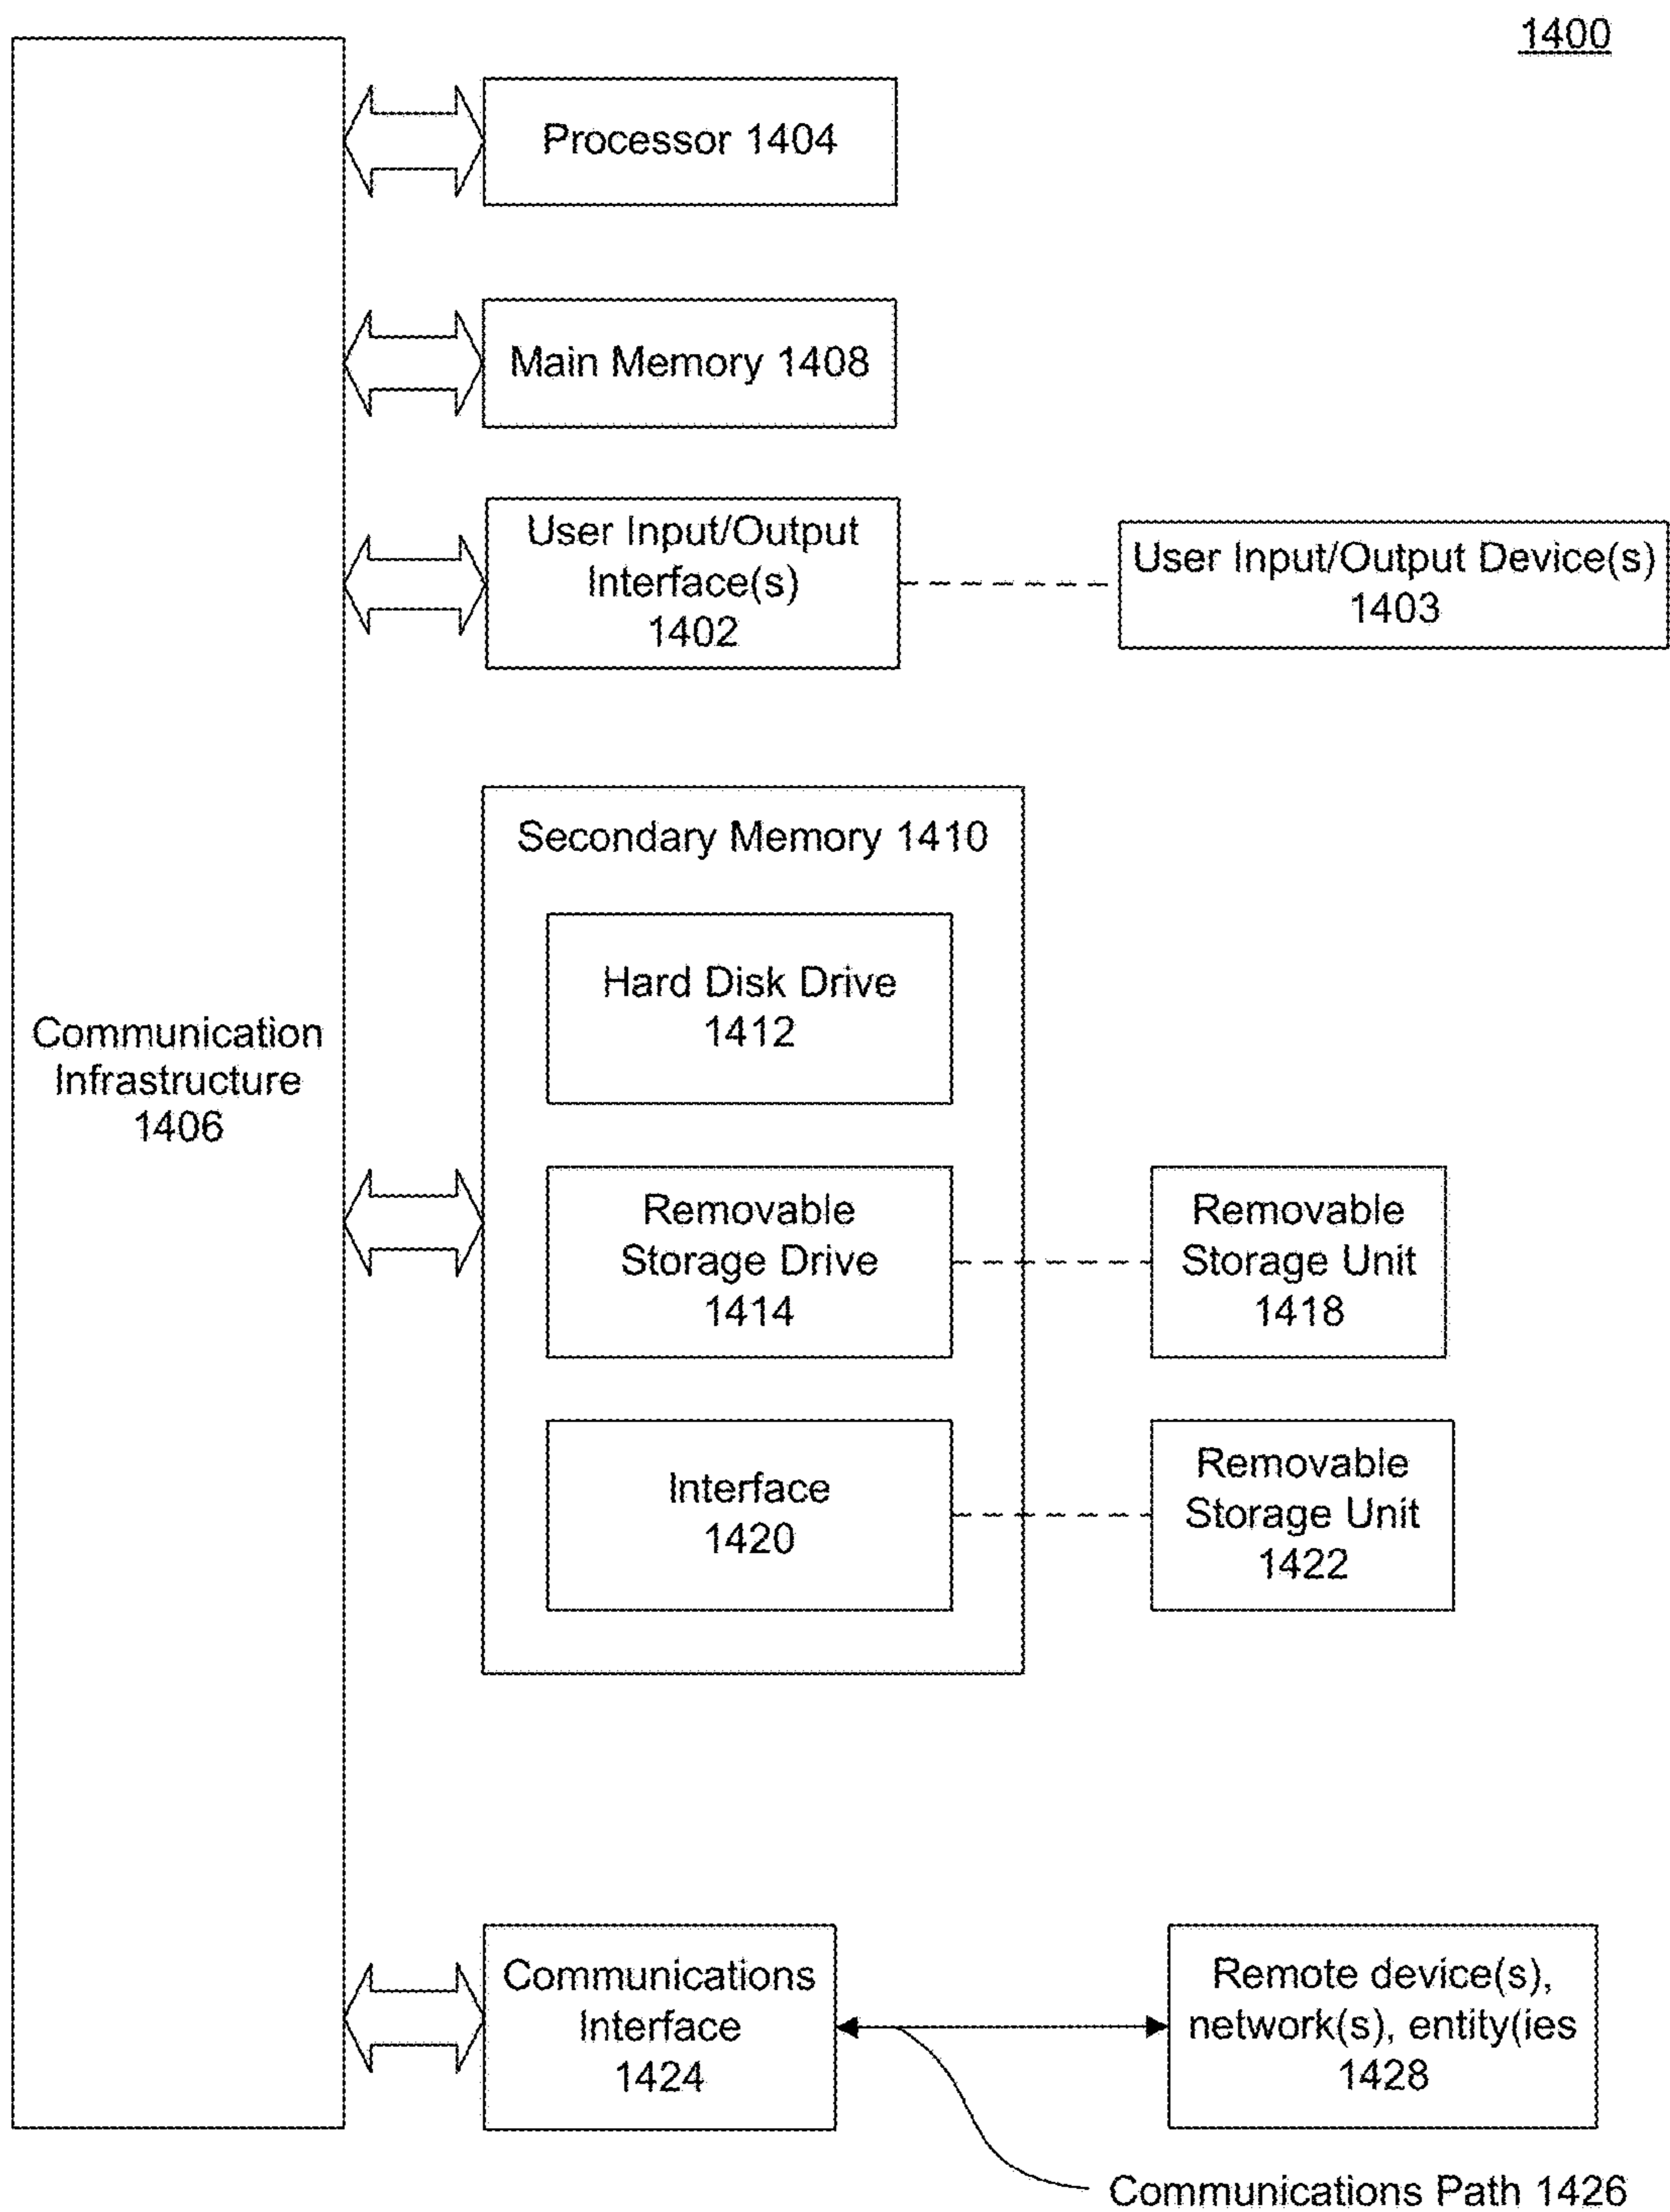 1400
Processor 1404
Main Memory 1408
User Input/Output
Interface(s)
1402
User Input/Output Device(s)
1403
Secondary Memory 1410
Hard Disk Drive
1412
Communication
Infrastructure
1406
Removable
Storage Drive
1414
Removable
Storage Unit
1418
Interface
1420
Removable
Storage Unit
1422
Communications
Interface
1424
Remote device(s),
network(s), entity(ies
1428
Communications Path 1426